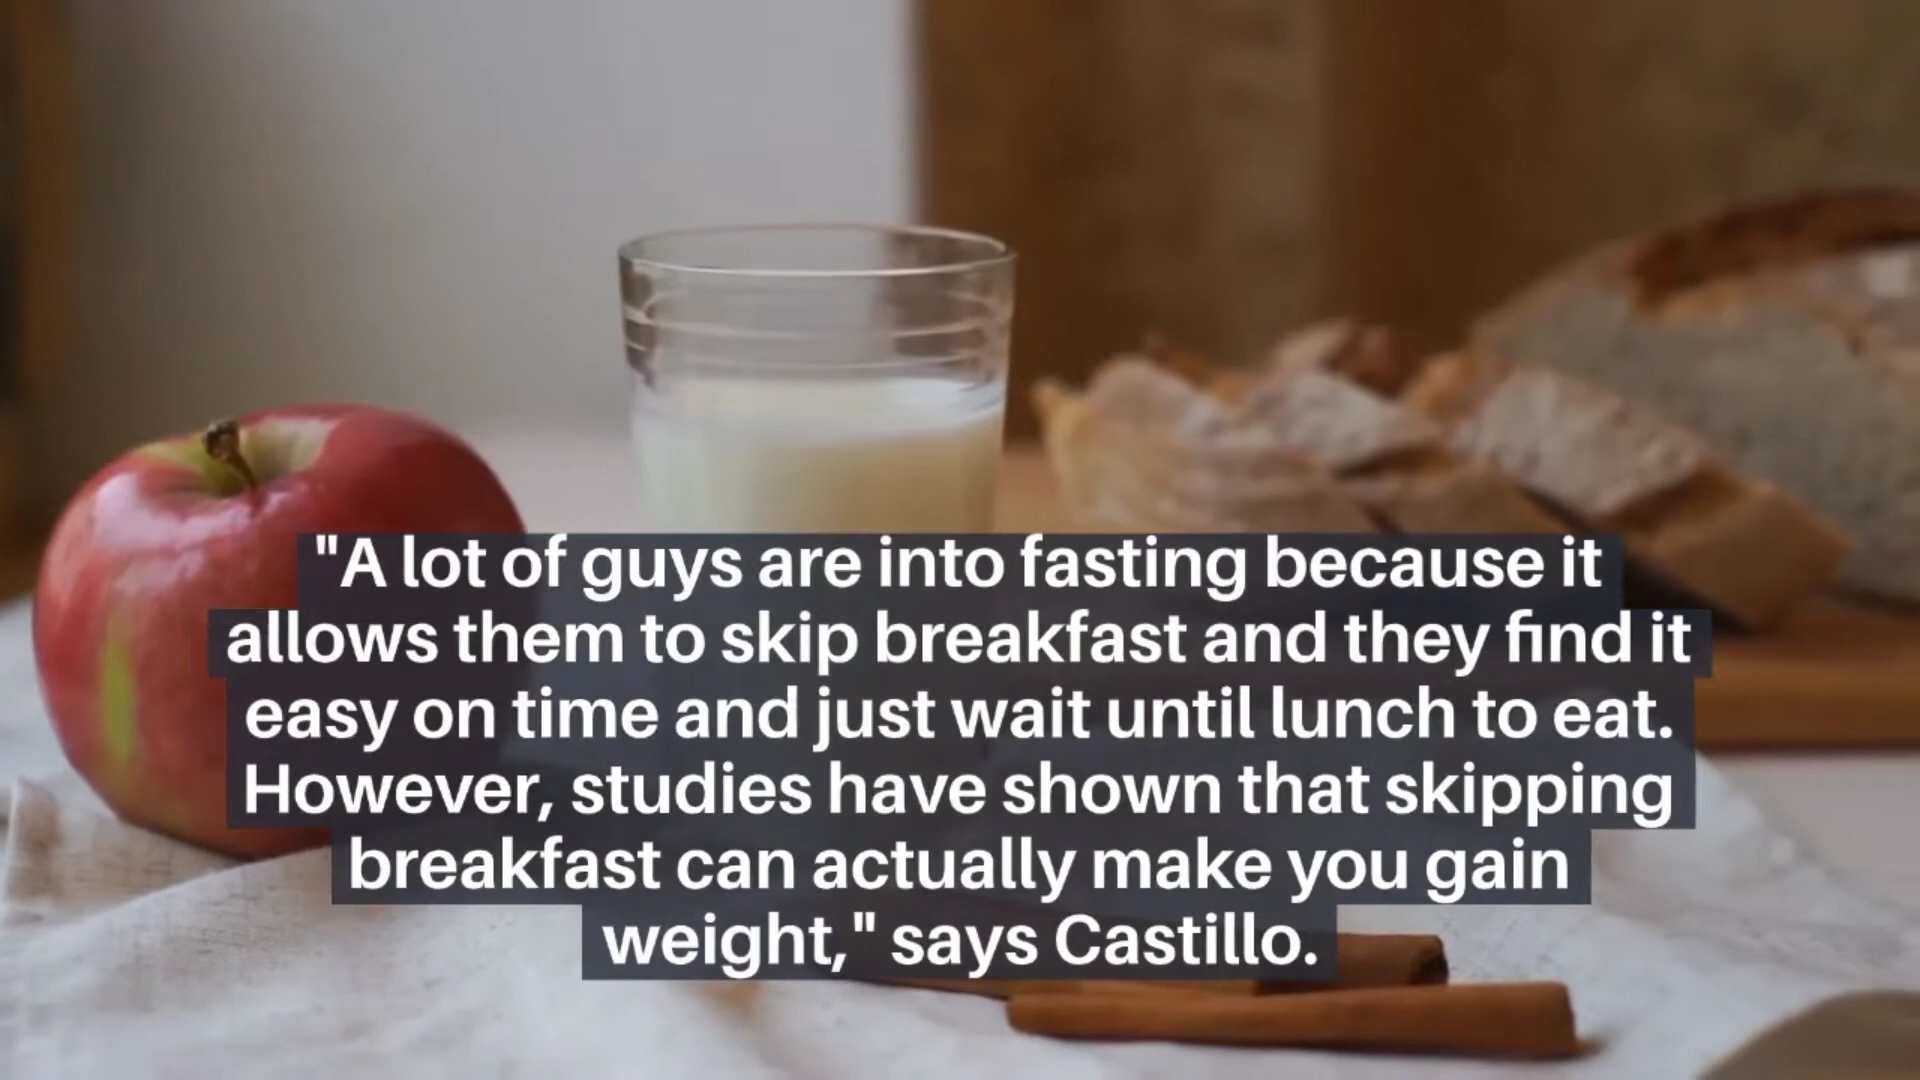 "A lot of guys are into fasting because it
allows them to skip breakfast and they find it
easy on time and just wait until lunch to eat.
However, studies have shown that skipping
breakfast can actually make you gain
weight," says Castillo.